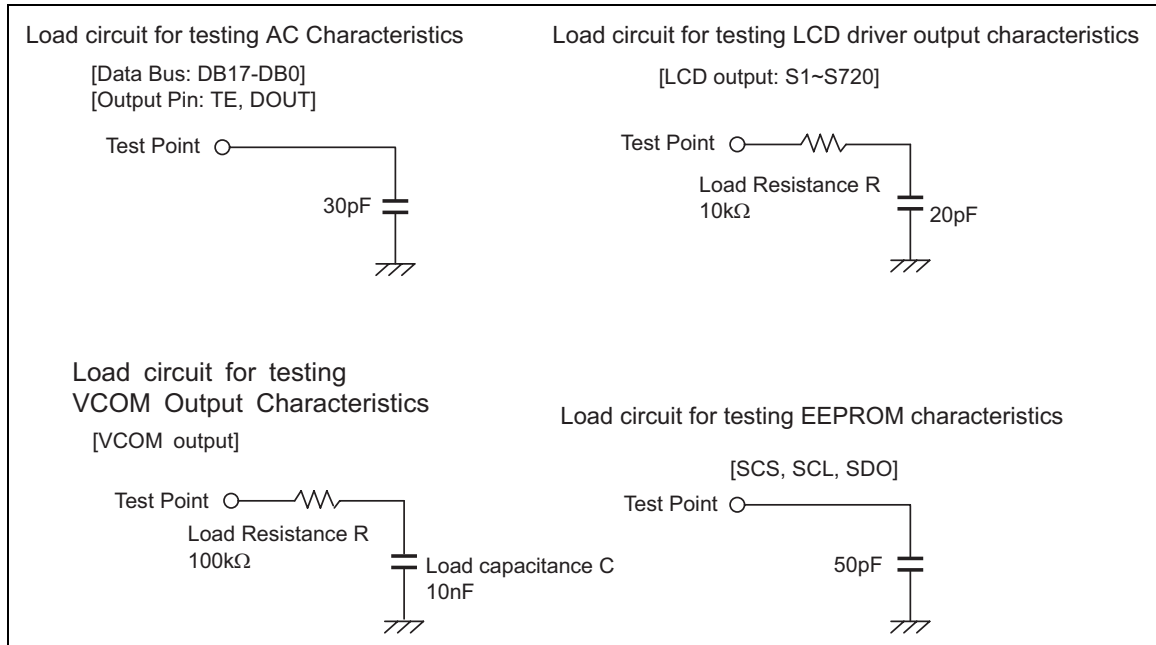 Load circuit for testing AC Characteristics
[Data Bus: DB17-DB0]
[Output Pin: TE, DOUT]
Test Point
30pF
Load circuit for testing LCD driver output characteristics
[LCD output: S1~S720]
Test Point
Load Resistance R
10kΩ
20pF
Load circuit for testing
VCOM Output Characteristics
[VCOM output]
Test Point
Load Resistance R
100kΩ
Load capacitance C
10nF
Load circuit for testing EEPROM characteristics
[SCS, SCL, SDO]
Test Point
50pF